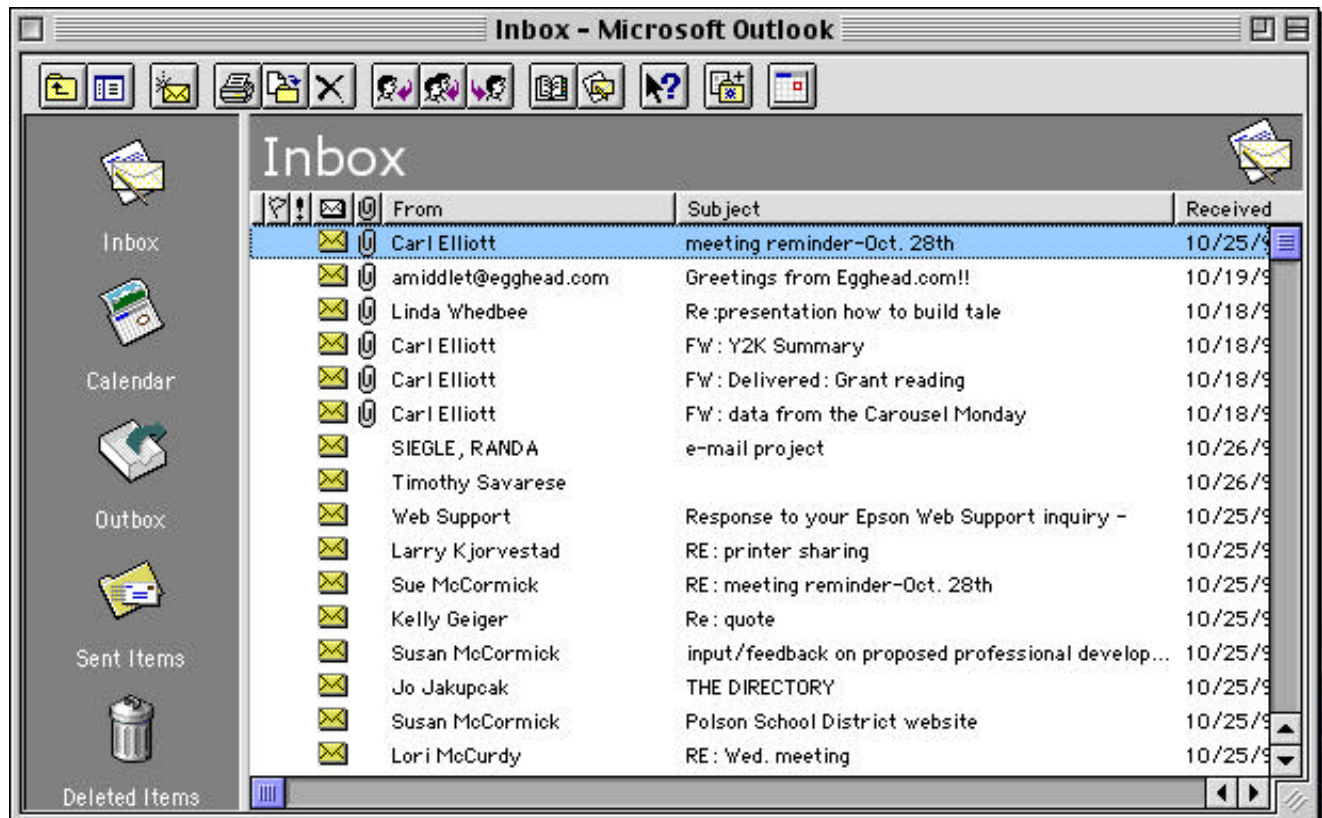 Inbox - Microsoft Outlook
Inbox
Inbox
Calendar
Outbox
Sent Items
Deleted Items
From Subject Received
Carl Elliott meeting reminder-Oct. 28th 10/25/9
amiddlet@egghead.com Greetings from Egghead.com!! 10/19/9
Linda Whedbee Re:presentation how to build tale 10/18/9
Carl Elliott FW: Y2K Summary 10/18/9
Carl Elliott FW: Delivered: Grant reading 10/18/9
Carl Elliott FW: data from the Carousel Monday 10/18/9
SIEGLE, RANDA e-mail project 10/26/9
Timothy Savarese 10/26/9
Web Support Response to your Epson Web Support inquiry - 10/25/9
Larry Kjorvestad RE: printer sharing 10/25/9
Sue McCormick RE: meeting reminder-Oct. 28th 10/25/9
Kelly Geiger Re: quote 10/25/9
Susan McCormick input/feedback on proposed professional develop... 10/25/9
Jo Jakupcak THE DIRECTORY 10/25/9
Susan McCormick Polson School District website 10/25/9
Lori McCurdy RE: Wed. meeting 10/25/9